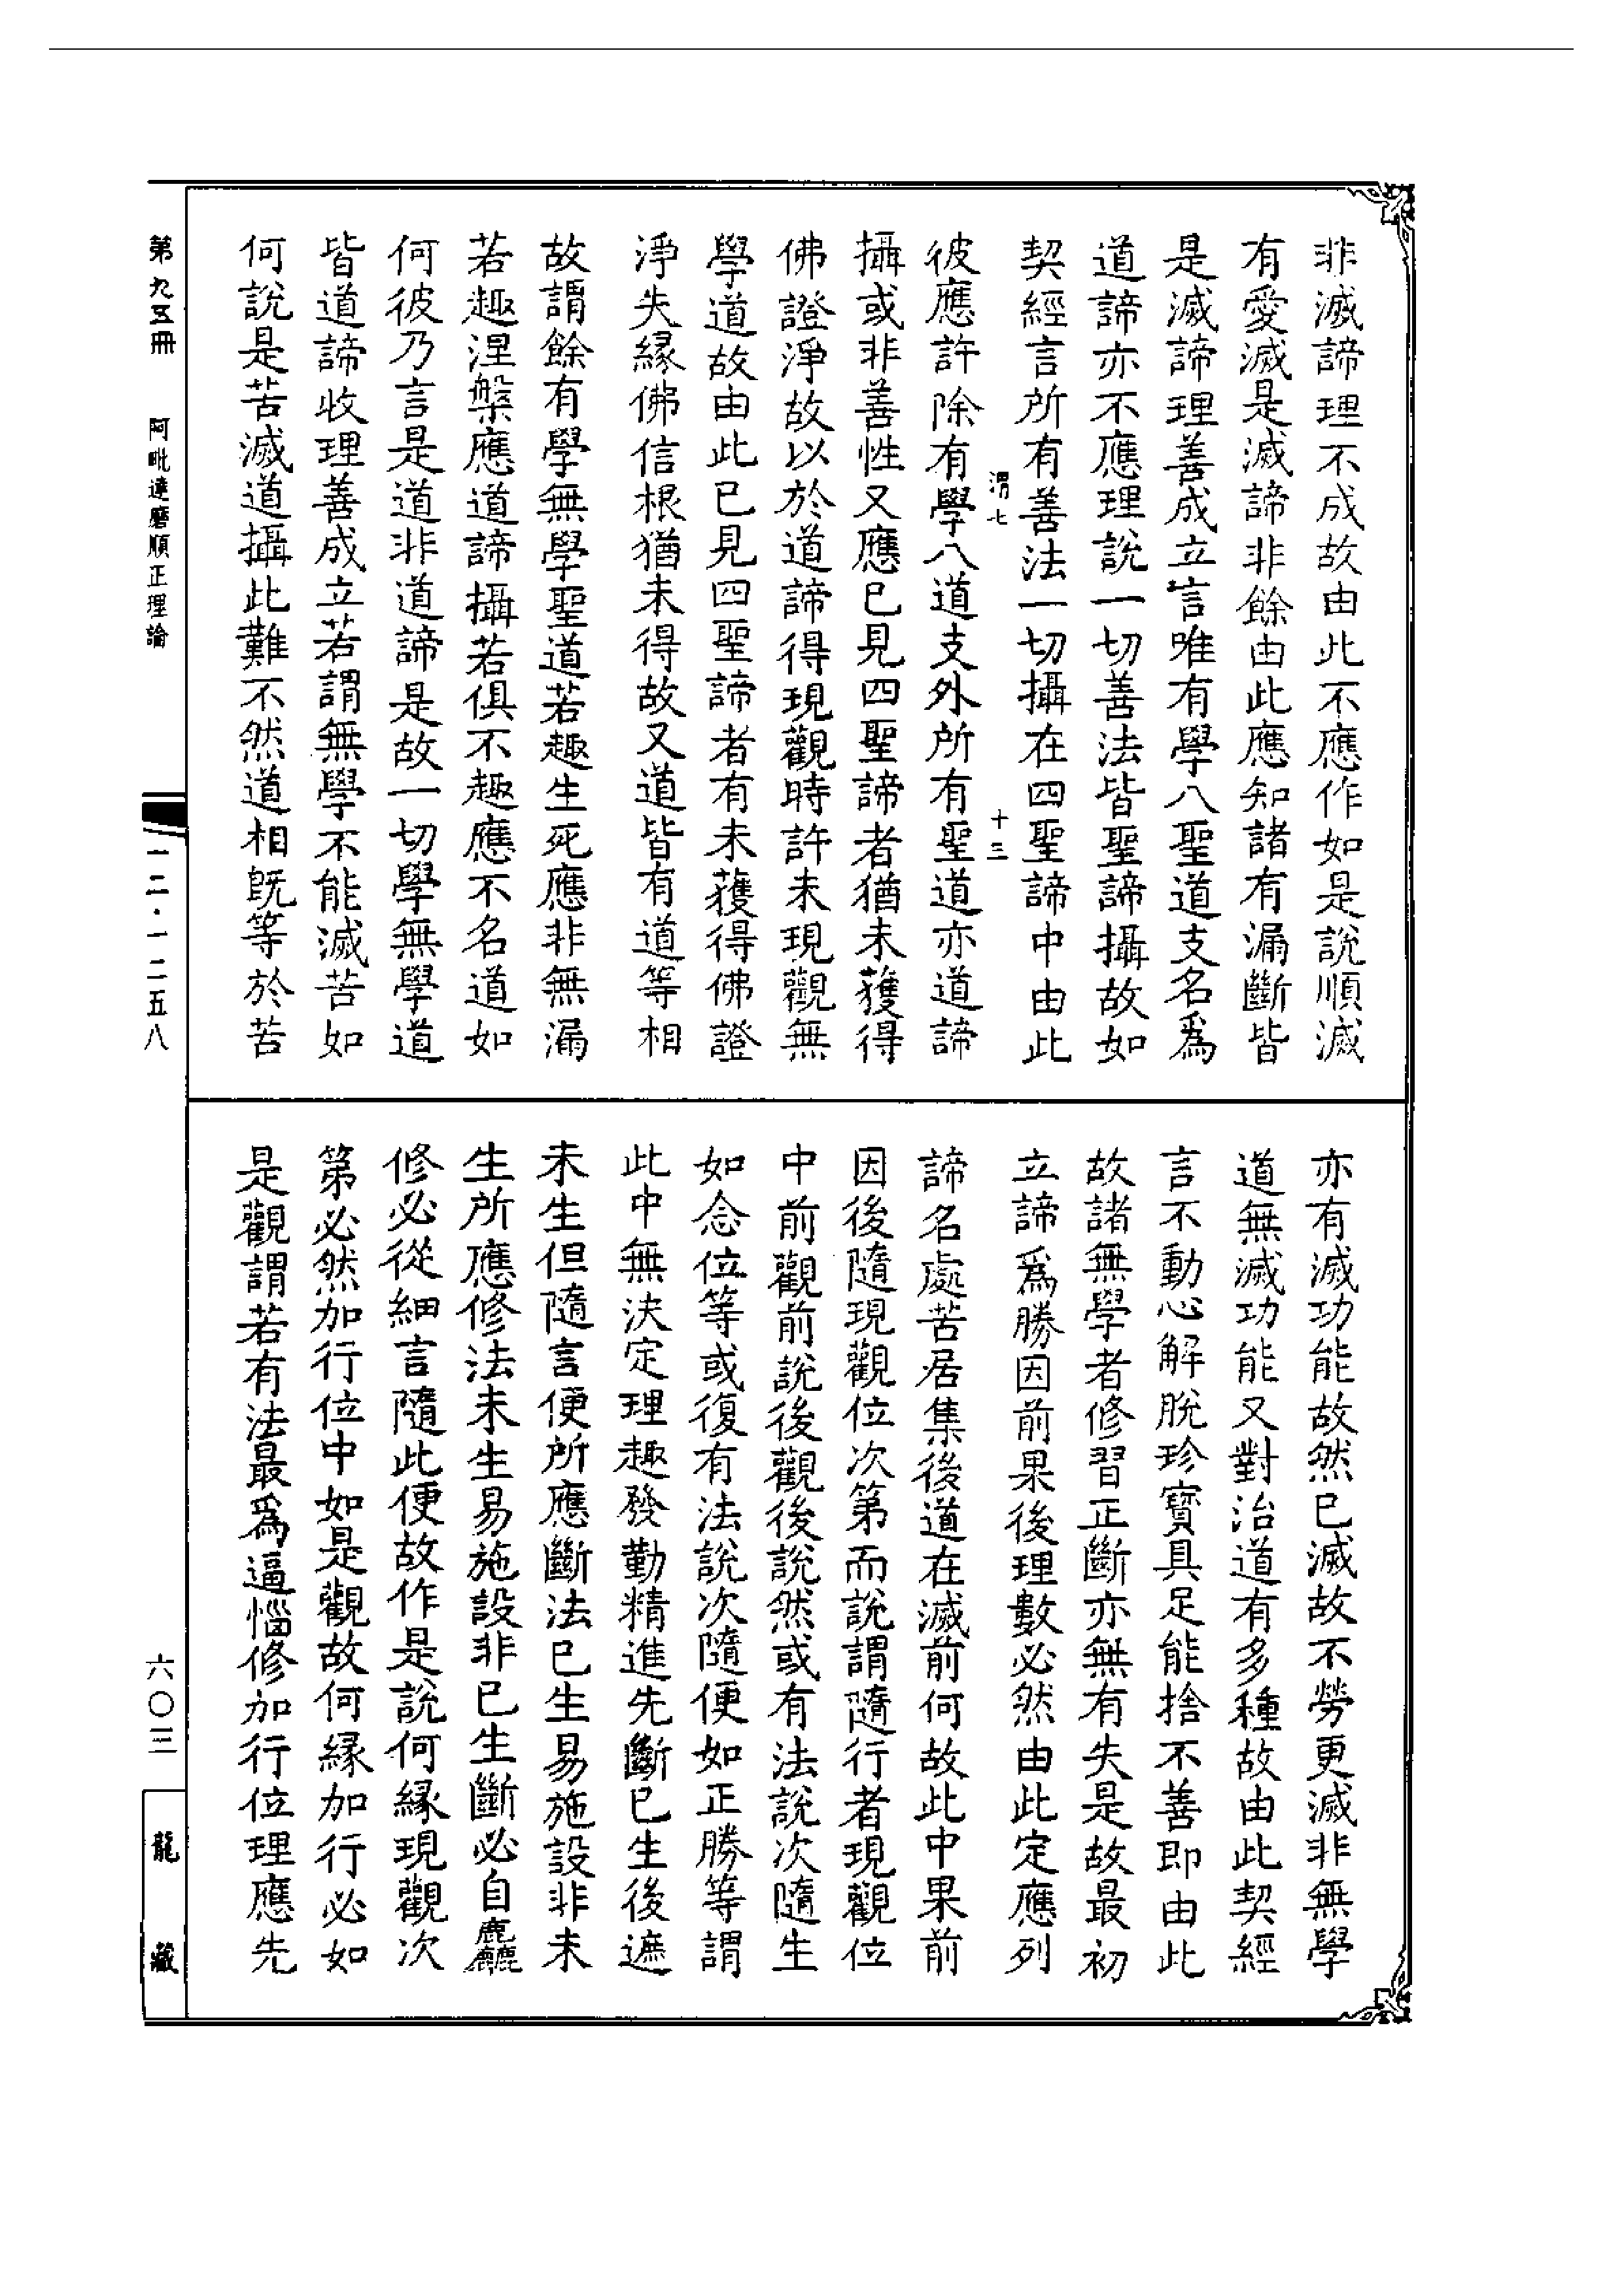 非滅諦理不成故由此不應作如是說順滅
有愛滅是滅諦非餘由此應知諸有漏斷皆
是滅諦理善成立言唯有學八聖道支名爲
道諦亦不應理說一切善法皆聖諦攝故如
契經言所有善法一切攝在四聖諦中由此
渭七
十三
彼應許除有學八道支外所有聖道亦道諦
攝或非善性又應已見四聖諦者猶未獲得
佛證淨故以於道諦得現觀時許未現觀無
學道故由此已見四聖諦者有未獲得佛證
淨失緣佛信根猶未得故又道皆有道等相
故謂餘有學無學聖道若趣生死應非無漏
若趣涅槃應道諦攝若俱不趣應不名道如
何彼乃言是道非道諦是故一切學無學道
皆道諦收理善成立若謂無學不能滅苦如
何說是苦滅道攝此難不然道相旣等於苦
亦有滅功能故然已滅故不勞更滅非無學
道無滅功能又對治道有多種故由此契經
言不動心解脫珍寶具足能捨不善即由此
故諸無學者修習正斷亦無有失是故最初
立諦爲勝因前果後理數必然由此定應列
諦名處苦居集後道在滅前何故此中果前
因後隨現觀位次第而說謂隨行者現觀位
中前觀前說後觀後說然或有法說次隨生
如念位等或復有法說次隨便如正勝等謂
此中無決定理趣發勤精進先斷已生後遮
未生但隨言便所應斷法已生易施設非未
生所應修法未生易施設非已生斷必自麤
修必從細言隨此便故作是說何緣現觀次
第必然加行位中如是觀故何緣加行必如
是觀謂若有法最爲逼惱修加行位理應先
第九五冊
阿毗達磨順正理論
一二·一二五八
六〇三
龍藏